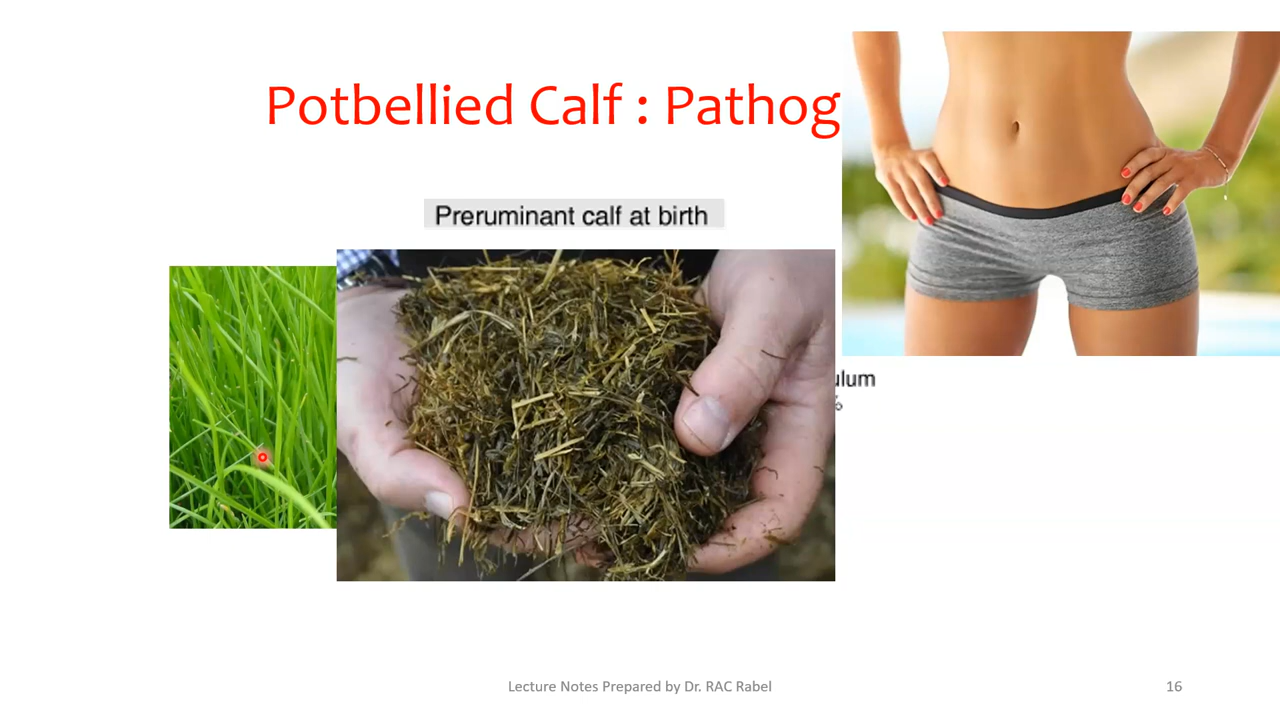 Potbellied Calf : Pathog
Preruminant calf at birth
ulum
%
Lecture Notes Prepared by Dr. RAC Rabel
16